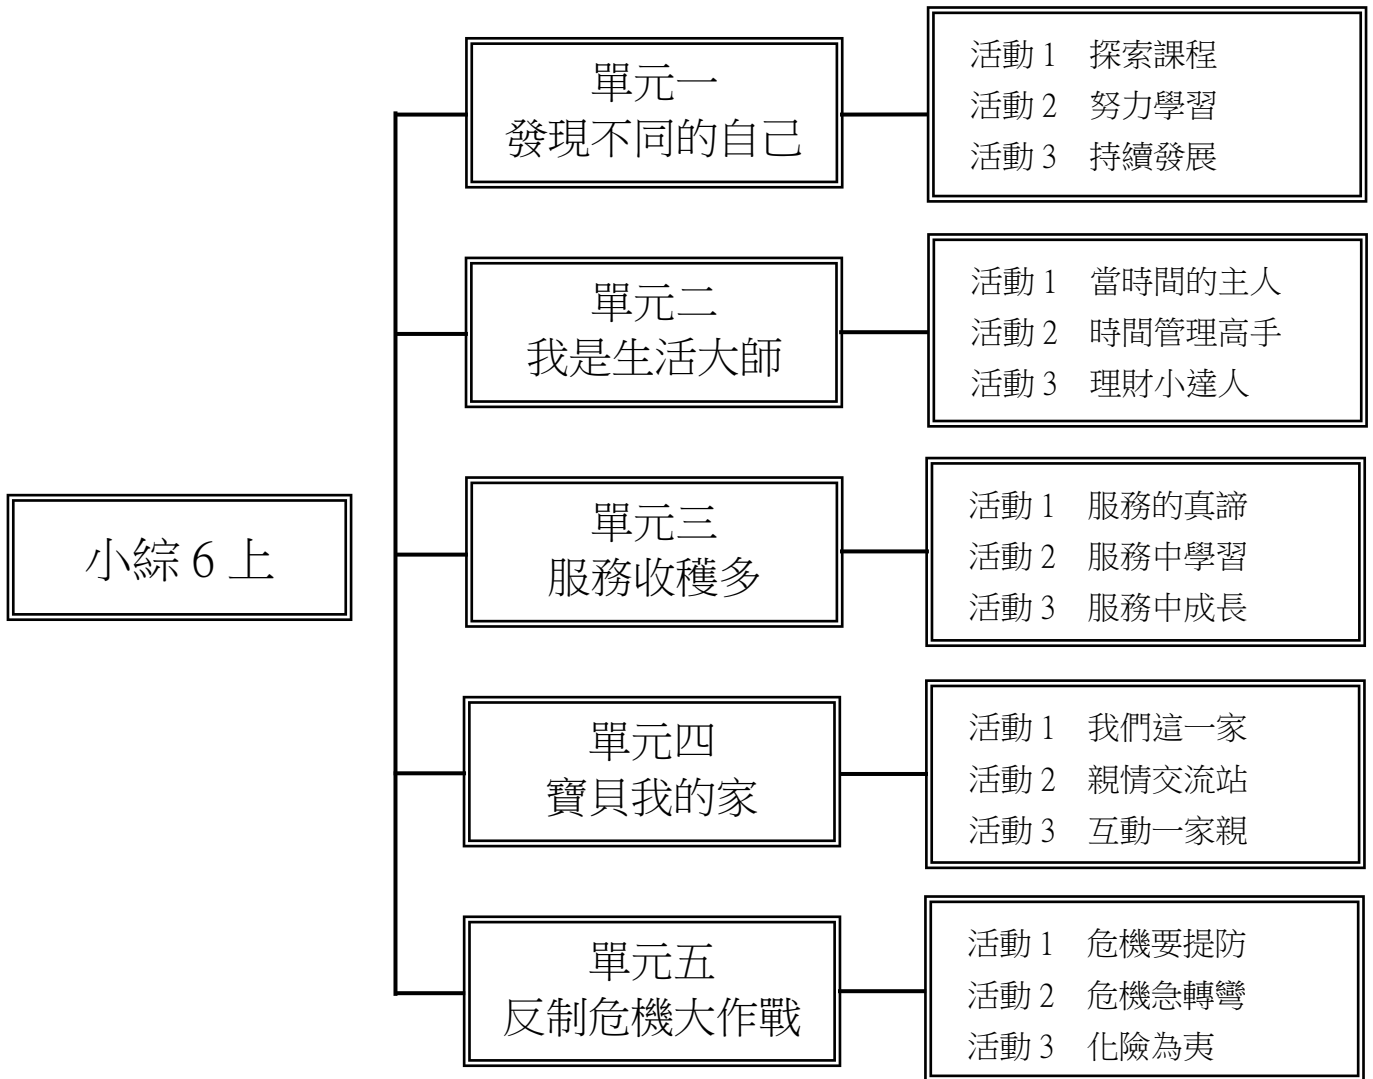 小綜 6 上
單元一
發現不同的自己
活動 1 探索課程
活動 2 努力學習
活動 3 持續發展
單元二
我是生活大師
活動 1 當時間的主人
活動 2 時間管理高手
活動 3 理財小達人
單元三
服務收穫多
活動 1 服務的真諦
活動 2 服務中學習
活動 3 服務中成長
單元四
寶貝我的家
活動 1 我們這一家
活動 2 親情交流站
活動 3 互動一家親
單元五
反制危機大作戰
活動 1 危機要提防
活動 2 危機急轉彎
活動 3 化險為夷